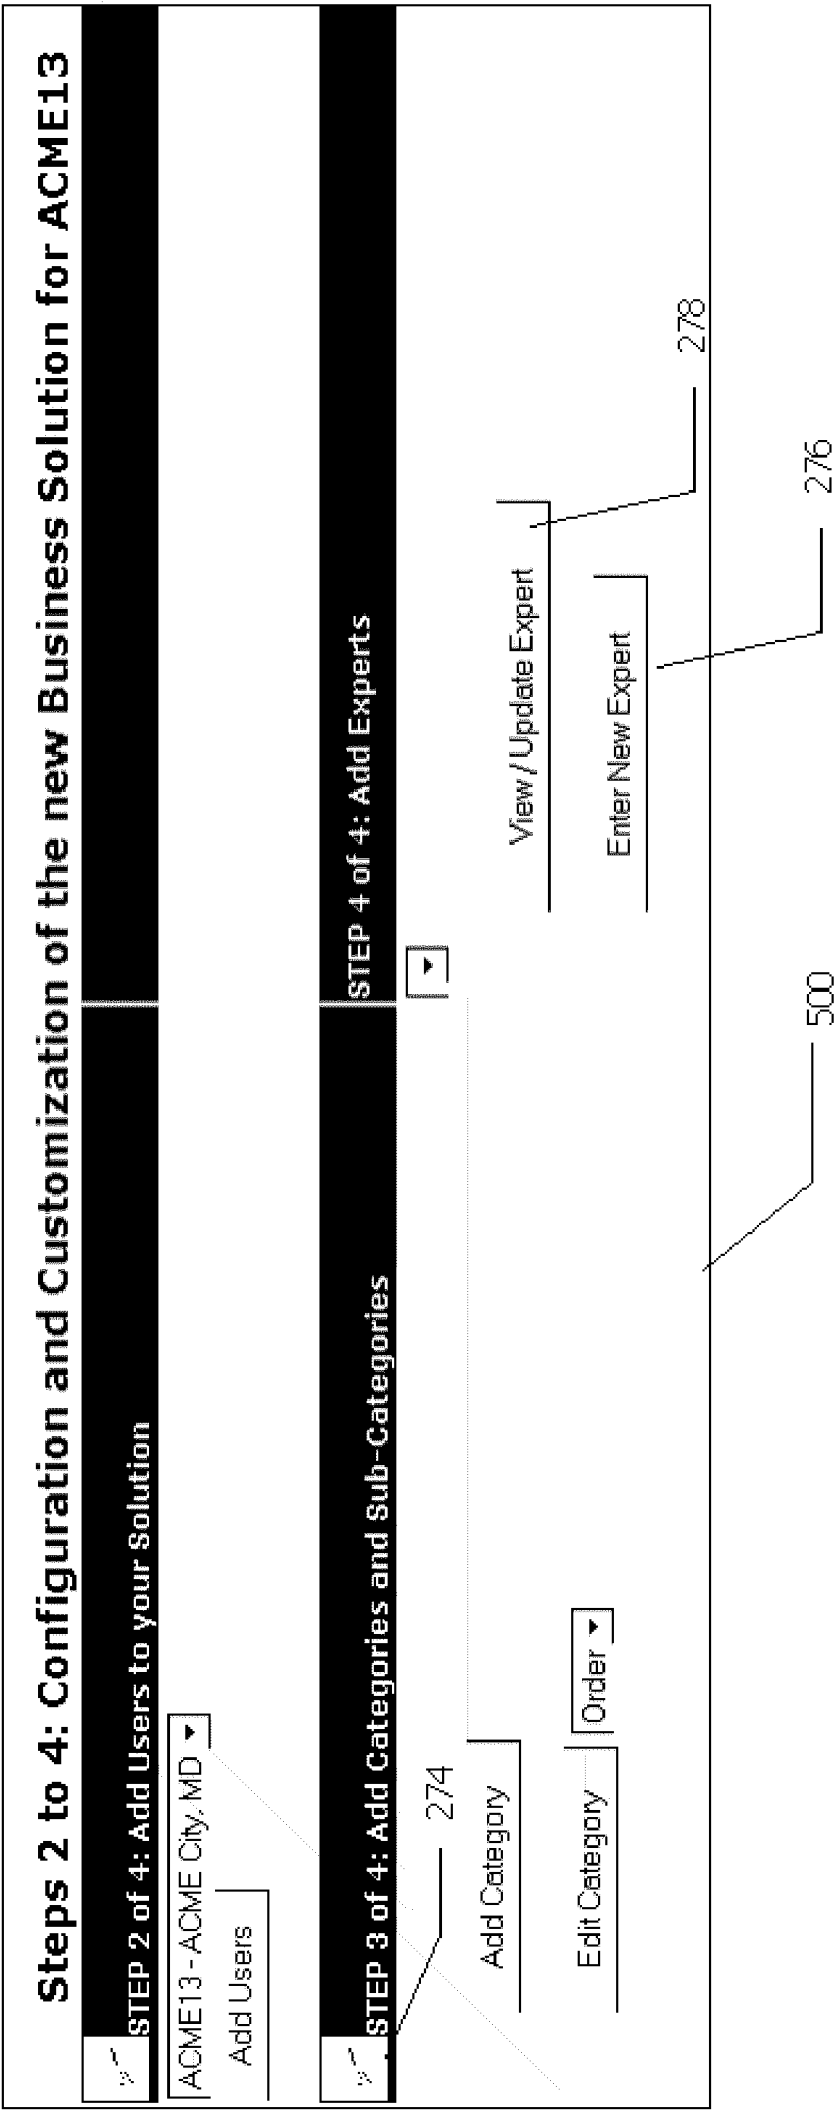 Steps 2 to 4: Configuration and Customization of the new Business Solution for ACME13
STEP 2 of 4: Add Users to your Solution
ACME13 - ACME City, MD
Add Users
STEP 3 of 4: Add Categories and Sub-Categories
STEP 4 of 4: Add Experts
274
Add Category
View / Update Expert
278
Edit Category
Order
Enter New Expert
276
500